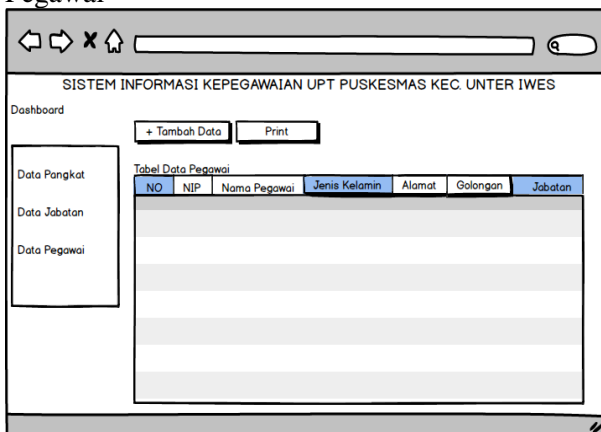 Pegawai
SISTEM INFORMASI KEPEGAWAIAN UPT PUSKESMAS KEC. UNTER IWES
Dashboard
+ Tambah Data Print
Data Pangkat
Data Jabatan
Data Pegawai
Tabel Data Pegawai
NO NIP Nama Pegawai Jenis Kelamin Alamat Golongan Jabatan